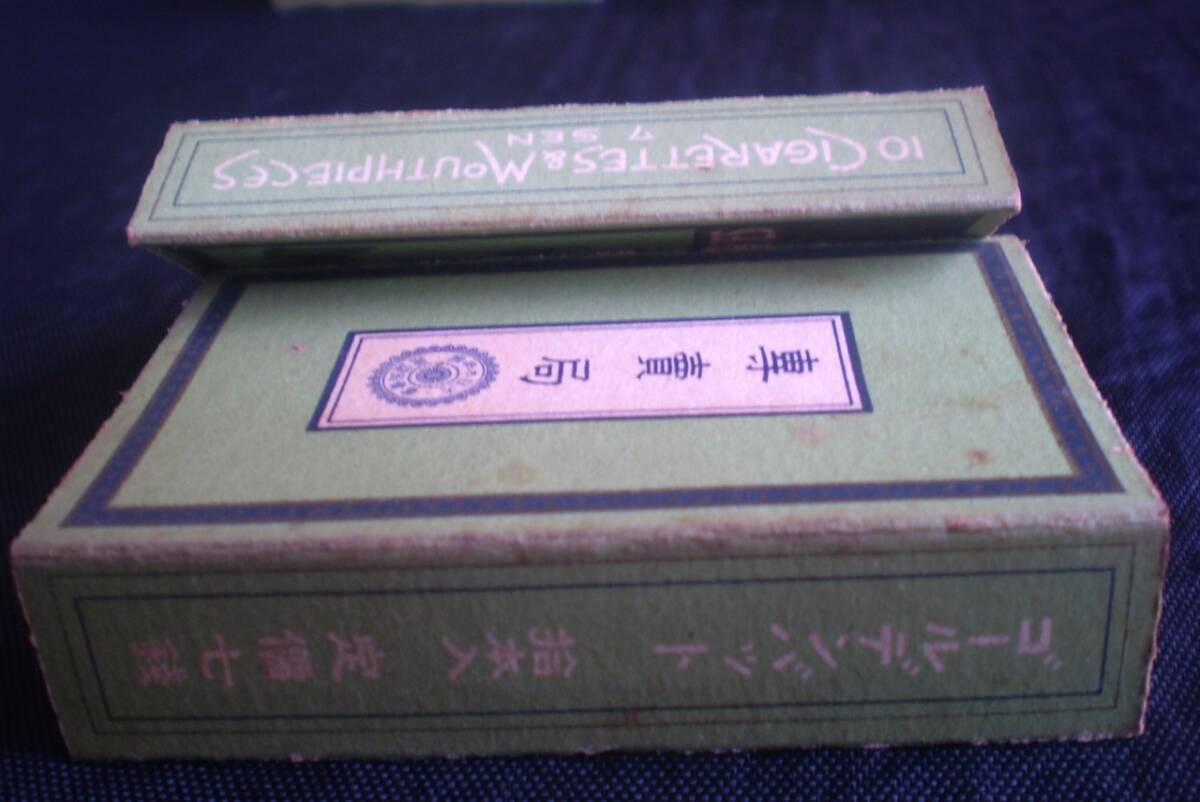 10 CIGARETTES & MOUTHPIECES
7 SEN
專賣局
ゴールデンバット 拾本入 定價七錢